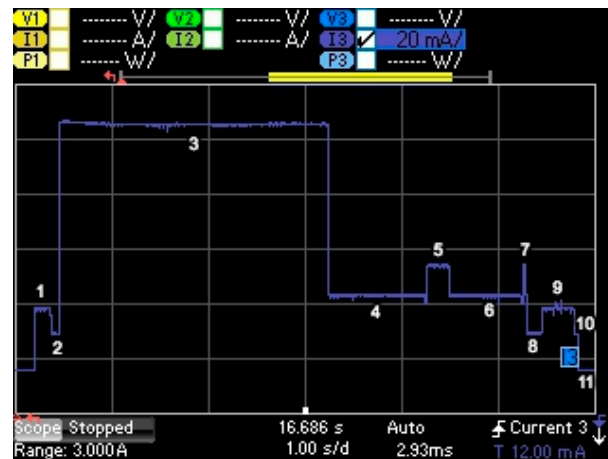 V1 ------ V/ V2 ------ V/ V3 ------ V/
I1 ------ A/ I2 ------ A/ I3 20 mA/
P1 ------ W/ P3 ------ W/
3
5 7
1 9
4 6 10
2 8
I3
11
Scope Stopped 16.686 s Auto Current 3
Range: 3.000A 1.00 s/d 2.93ms T 12.00 mA